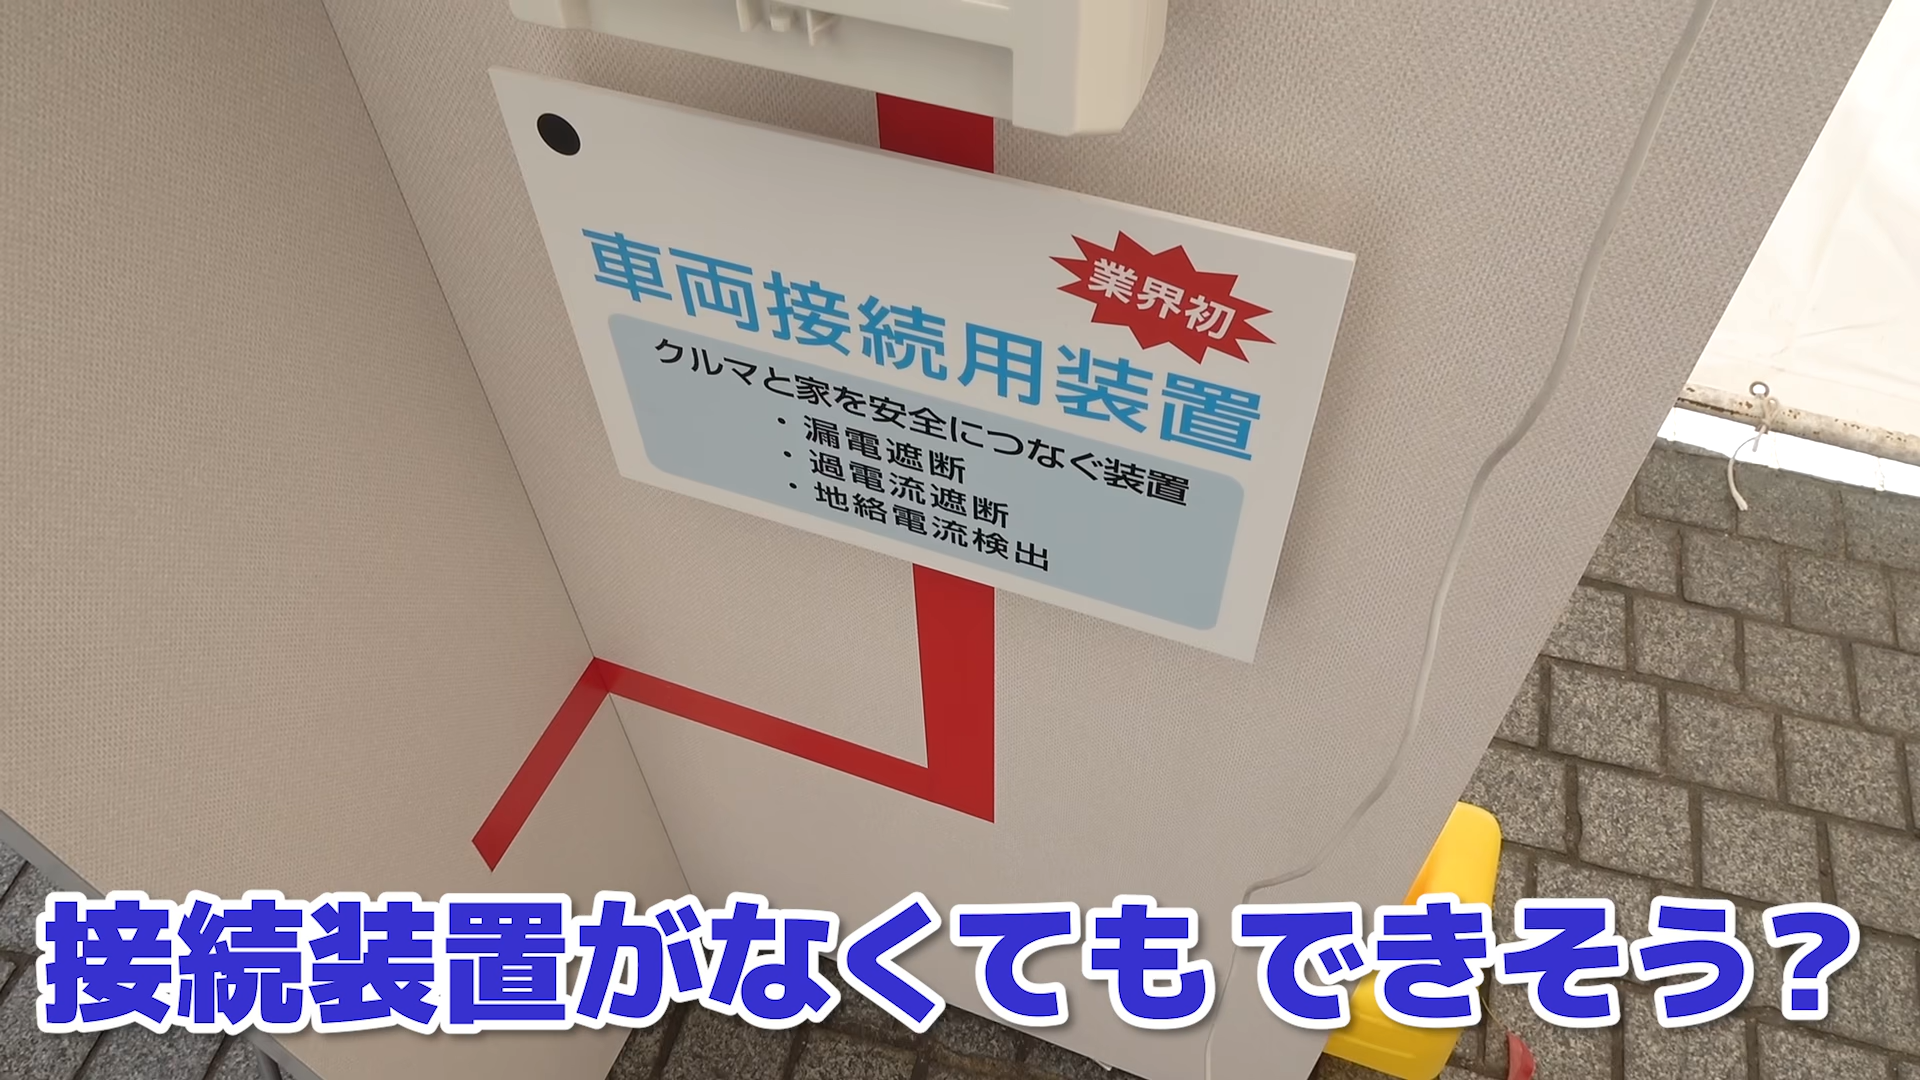 業界初
車両接続用装置
クルマと家を安全につなぐ装置
・漏電遮断
・過電流遮断
・地絡電流検出
接続装置がなくても できそう？